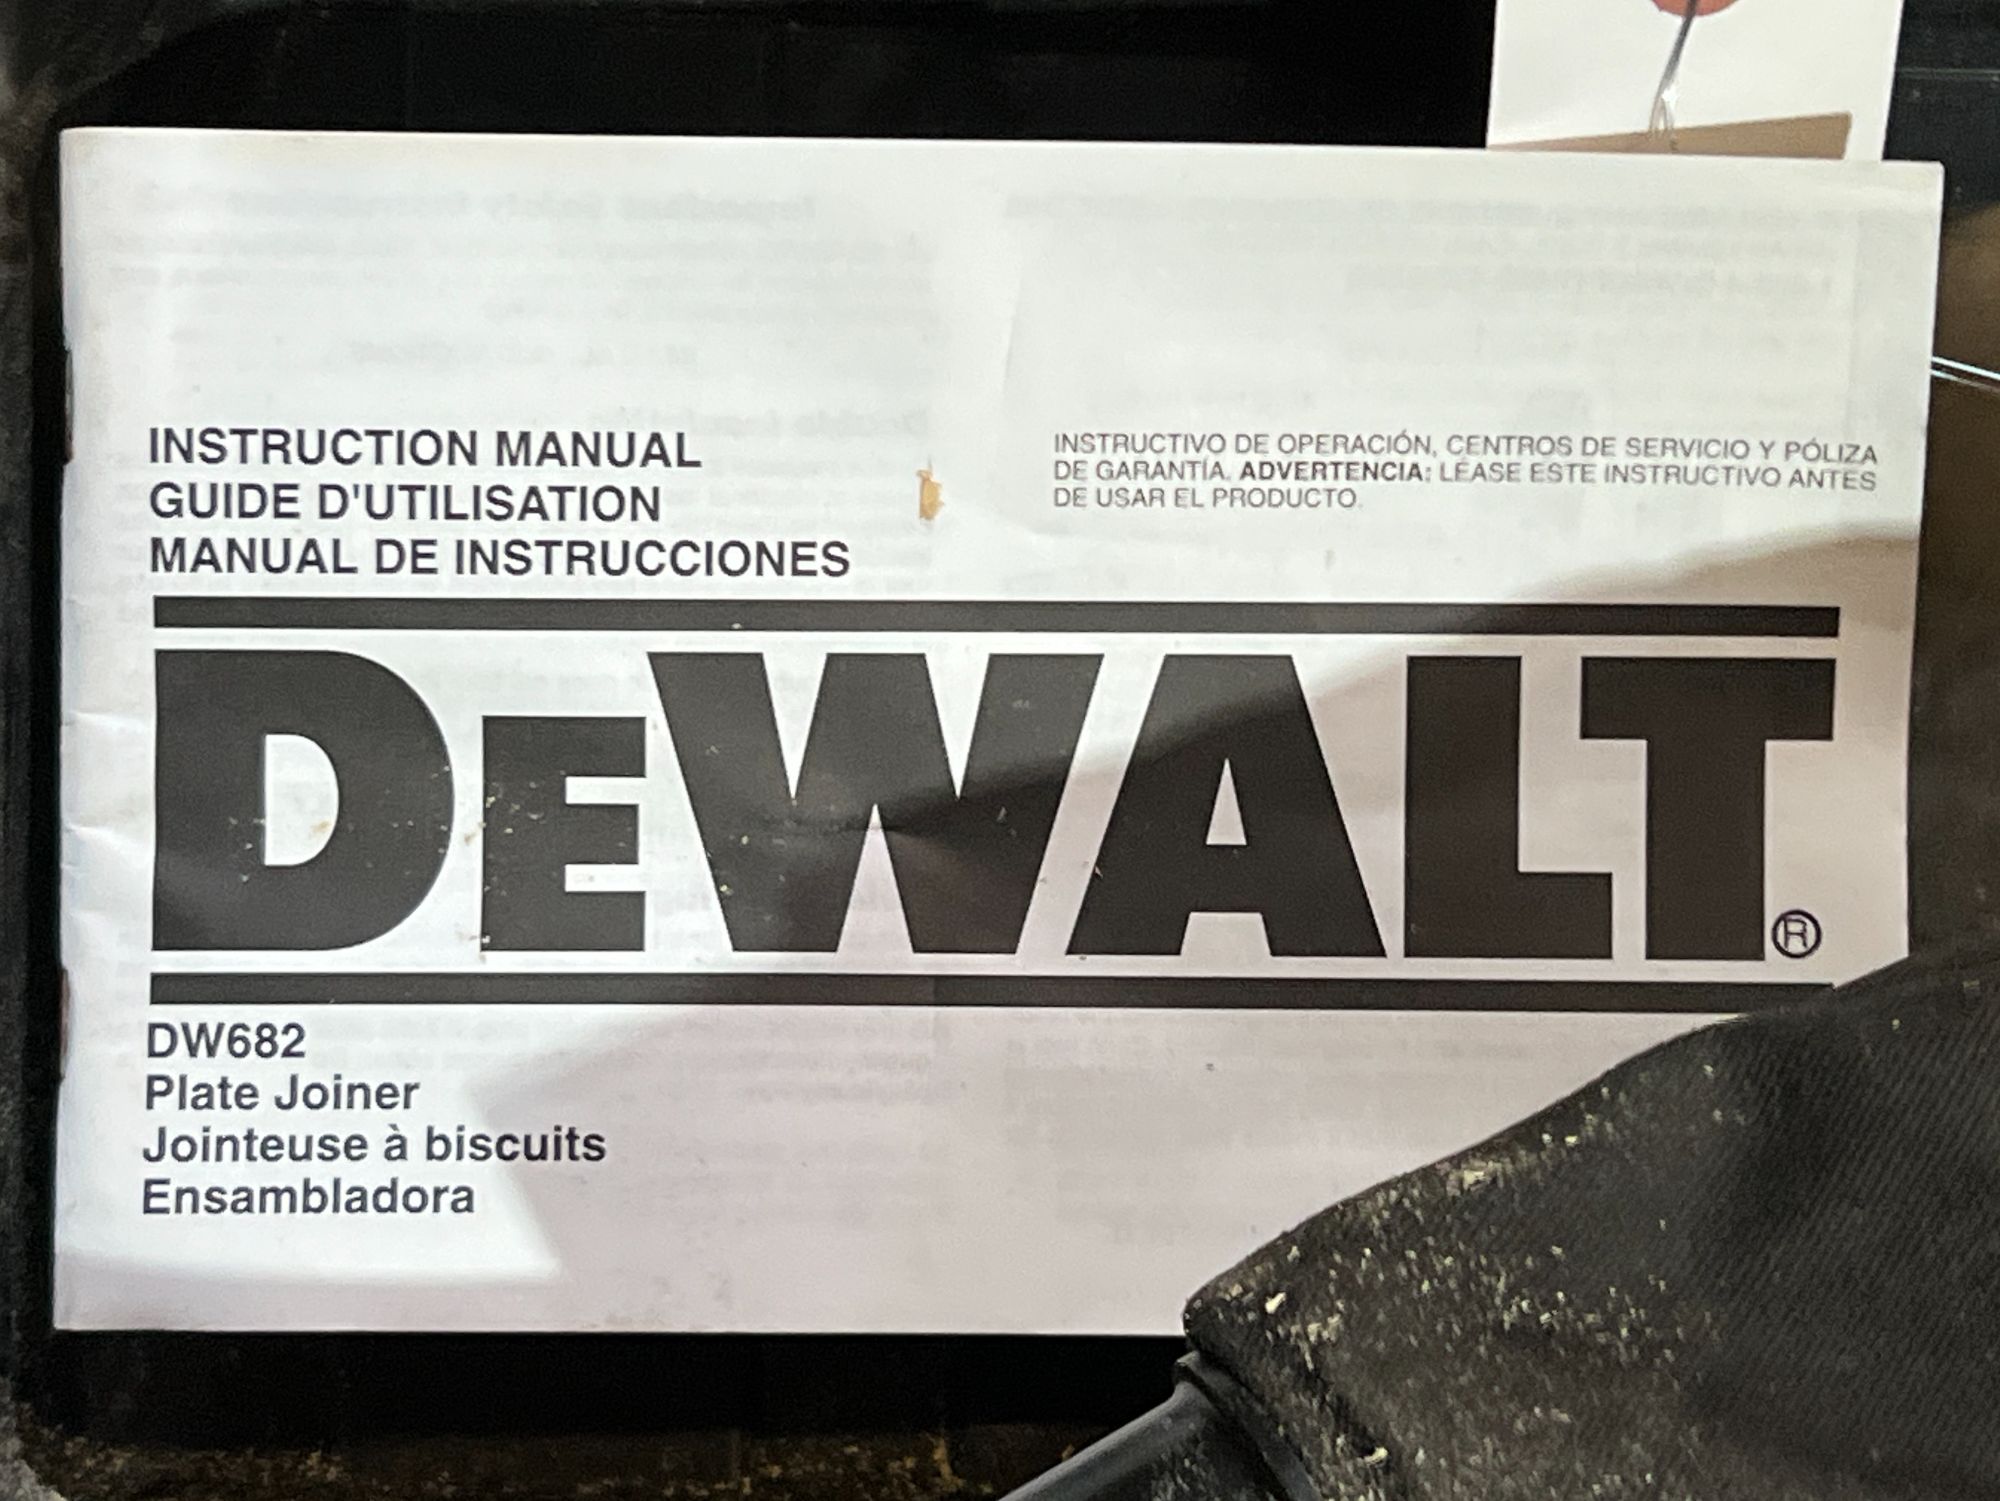 INSTRUCTION MANUAL
GUIDE D'UTILISATION
MANUAL DE INSTRUCCIONES
INSTRUCTIVO DE OPERACIÓN, CENTROS DE SERVICIO Y PÓLIZA
DE GARANTÍA. ADVERTENCIA: LÉASE ESTE INSTRUCTIVO ANTES
DE USAR EL PRODUCTO.
DEWALT®
DW682
Plate Joiner
Jointeuse à biscuits
Ensambladora